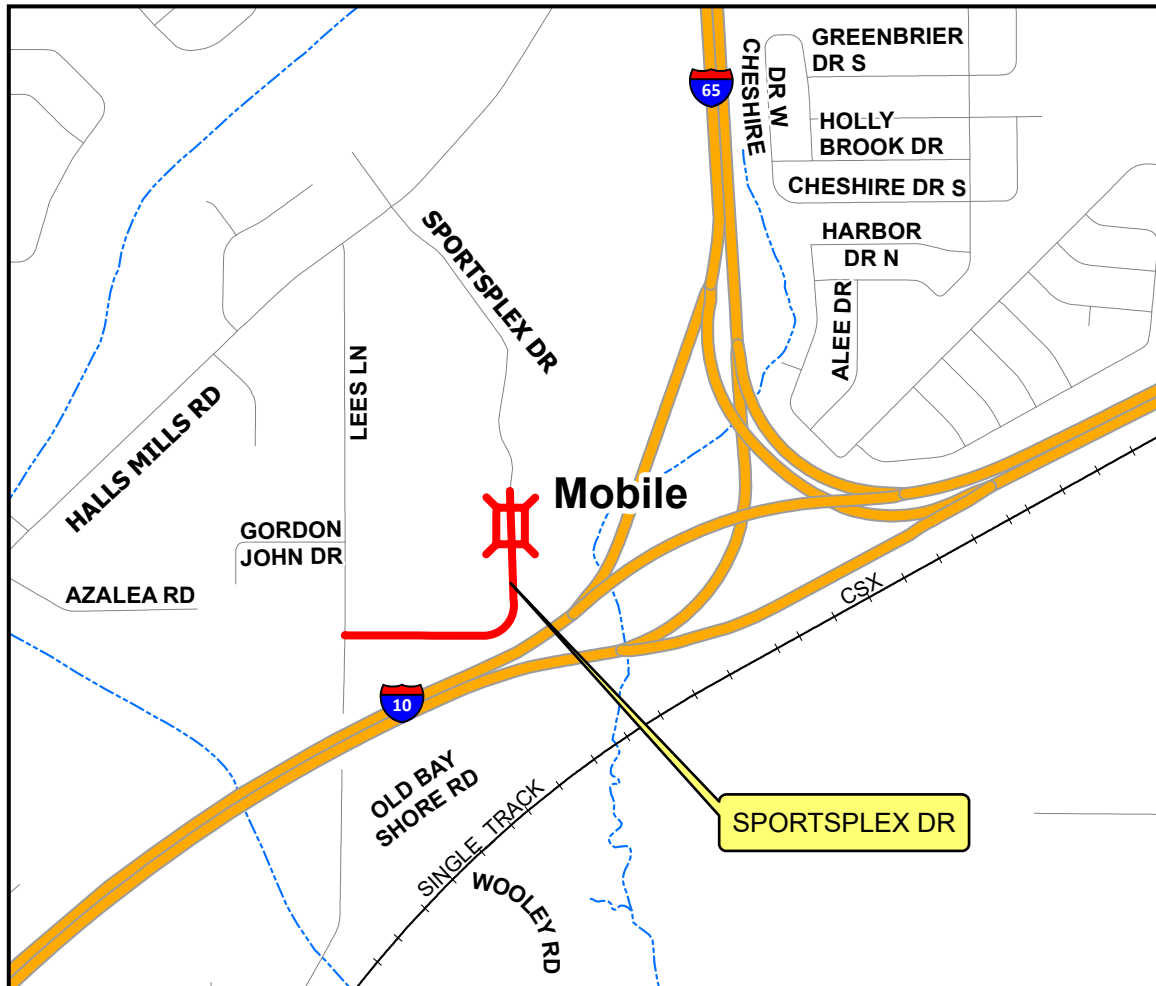 GREENBRIER
DR S
CHESHIRE
DR W
65
HOLLY
BROOK DR
CHESHIRE DR S
SPORTSPLEX DR
HARBOR
DR N
ALEE DR
LEES LN
HALLS MILLS RD
Mobile
GORDON
JOHN DR
AZALEA RD
CSX
10
OLD BAY
SHORE RD
SINGLE TRACK
SPORTSPLEX DR
WOOLEY RD